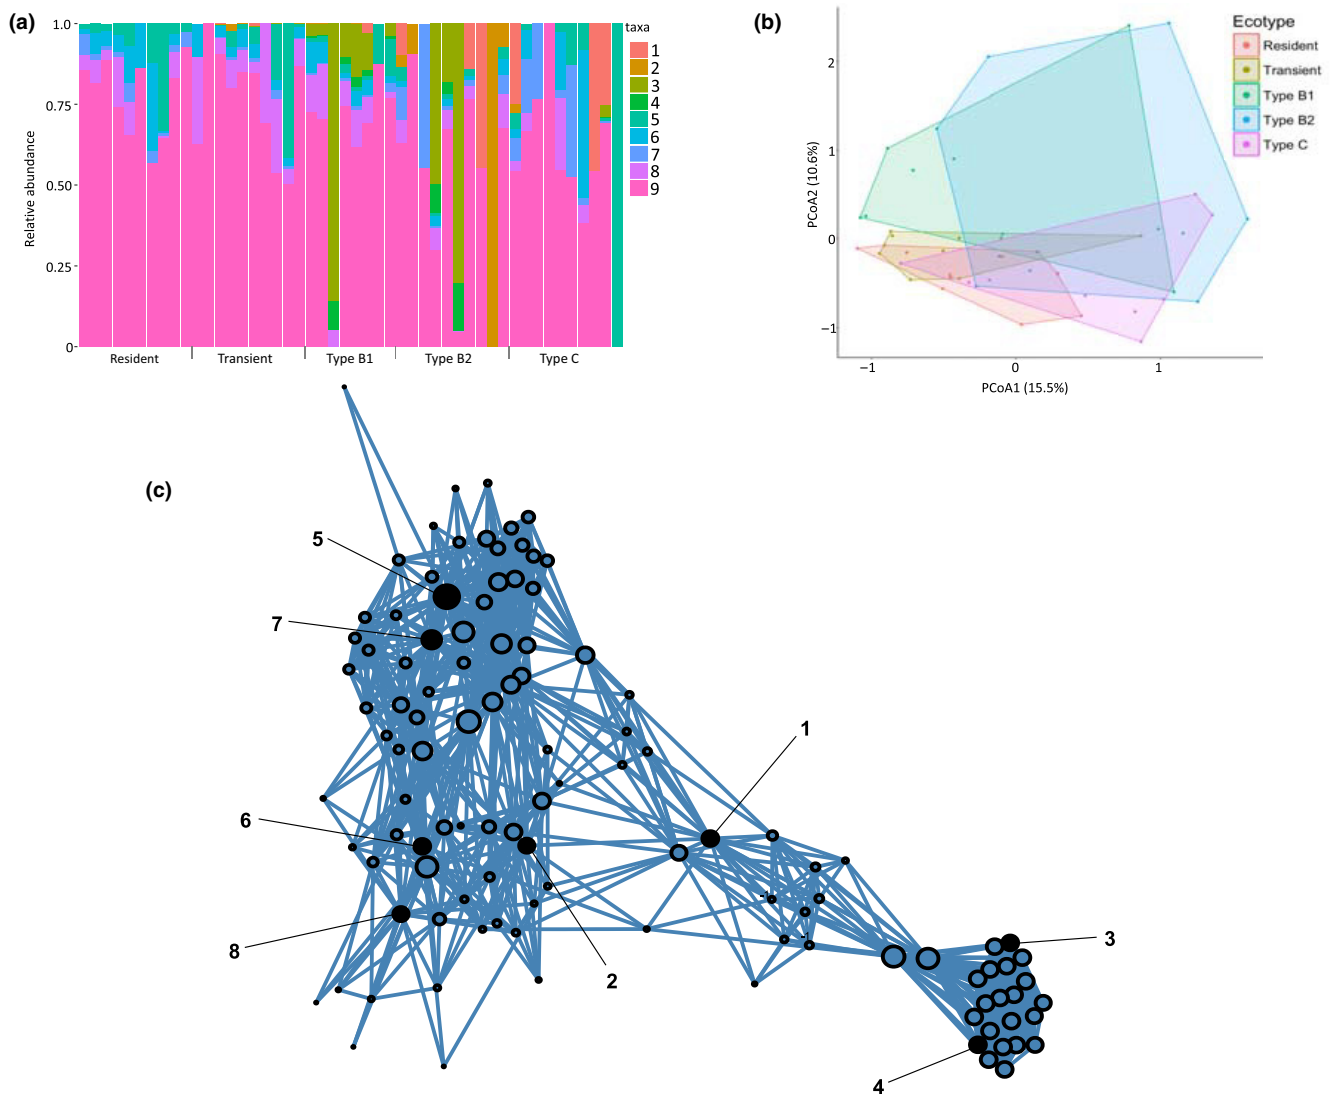 (a)
1.0
0.75
0.50
0.25
0
Relative abundance
Resident
Transient
Type B1
Type B2
Type C
taxa
1
2
3
4
5
6
7
8
9
(b)
2
1
0
−1
PCoA2 (10.6%)
−1
0
1
PCoA1 (15.5%)
Ecotype
Resident
Transient
Type B1
Type B2
Type C
(c)
5
7
1
6
8
2
3
4
-1